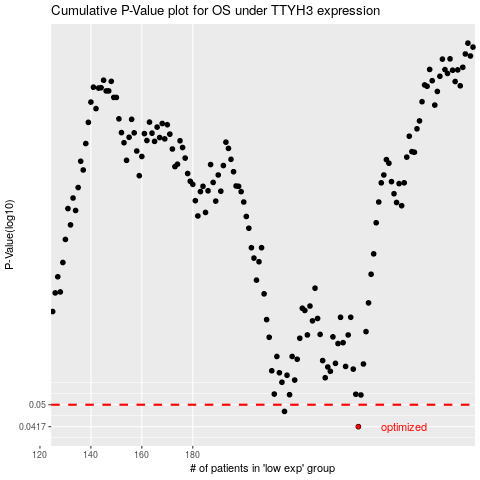 Cumulative P-Value plot for OS under TTYH3 expression
P-Value(log10)
0.05
0.0417
optimized
120 140 160 180
# of patients in 'low exp' group